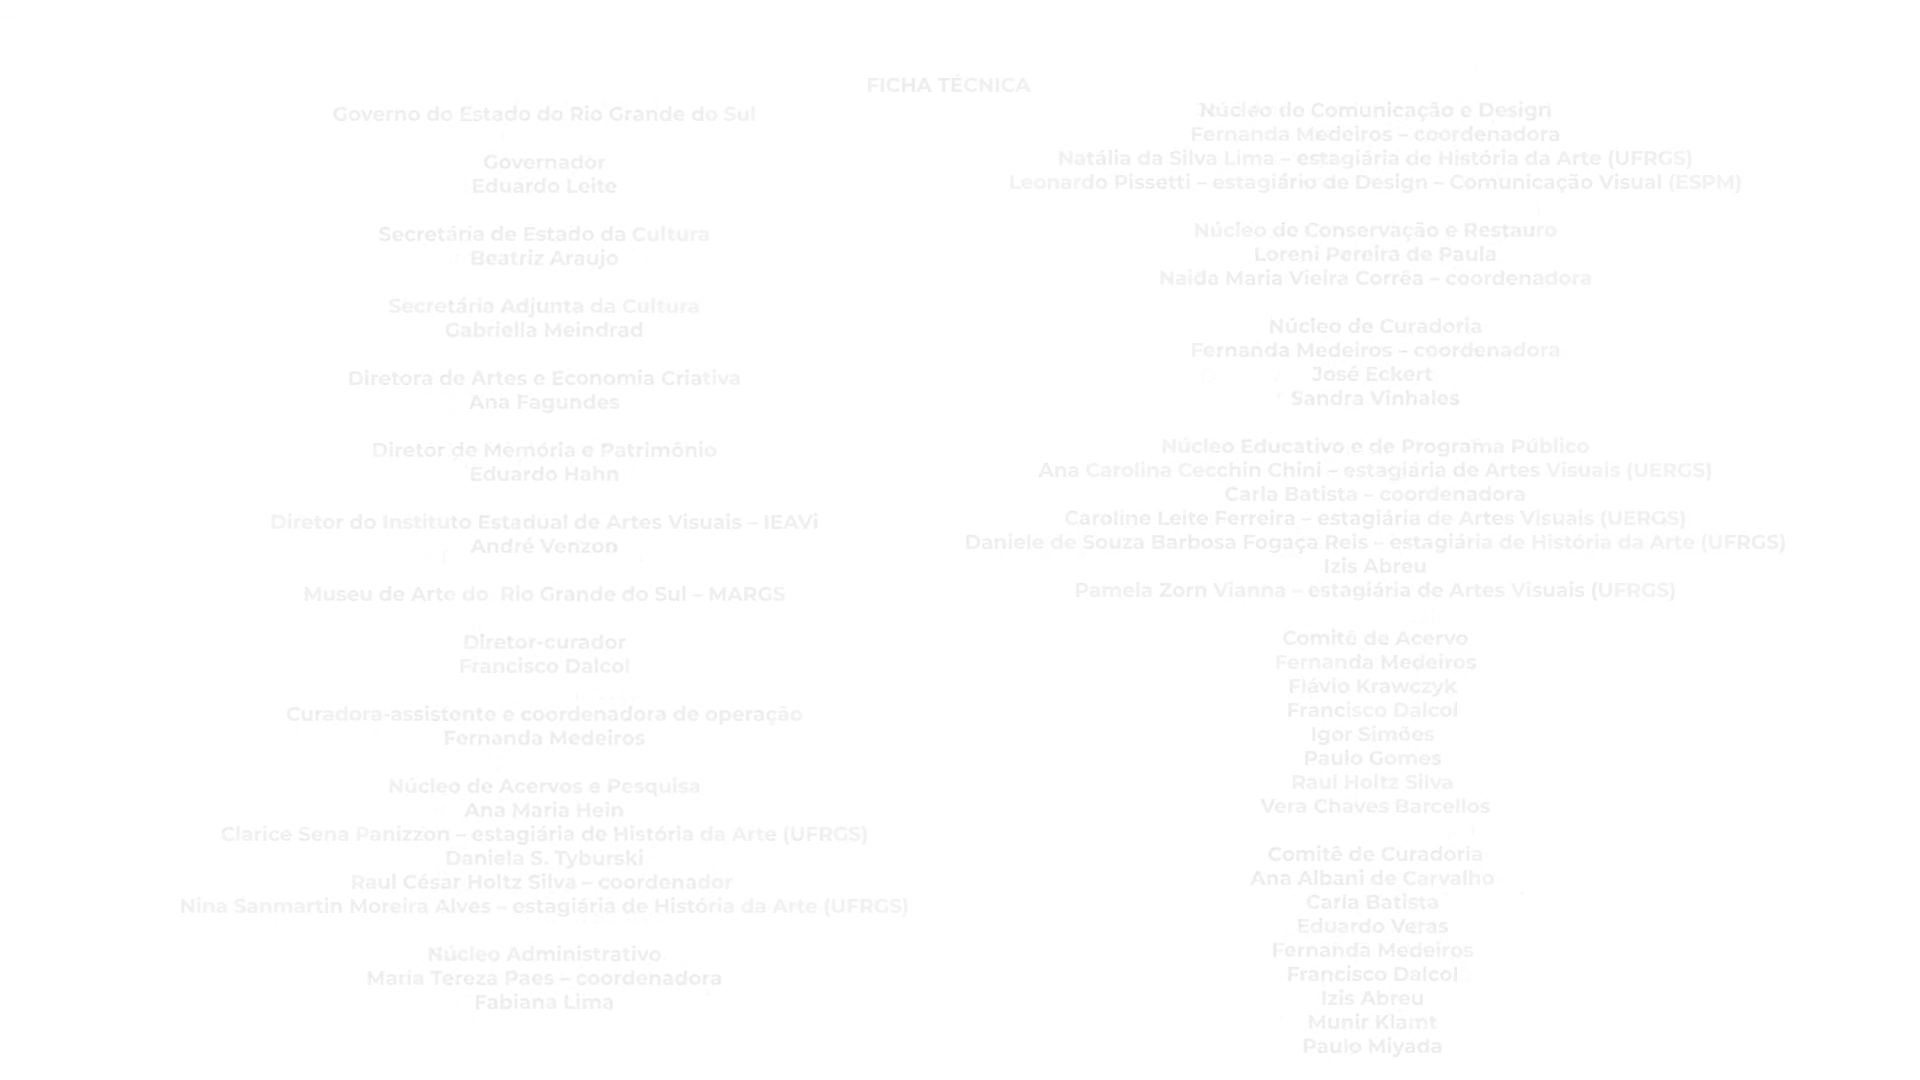 FICHA TÉCNICA
Governo do Estado do Rio Grande do Sul
Governador
Eduardo Leite
Secretária de Estado da Cultura
Beatriz Araujo
Secretária Adjunta da Cultura
Gabriella Meindrad
Diretora de Artes e Economia Criativa
Ana Fagundes
Diretor de Memória e Patrimônio
Eduardo Hahn
Diretor do Instituto Estadual de Artes Visuais – IEAVi
André Venzon
Museu de Arte do Rio Grande do Sul – MARGS
Diretor-curador
Francisco Dalcol
Curadora-assistente e coordenadora de operação
Fernanda Medeiros
Núcleo de Acervos e Pesquisa
Ana Maria Hein
Clarice Sena Panizzon – estagiária de História da Arte (UFRGS)
Daniela S. Tyburski
Raul César Holtz Silva – coordenador
Nina Sanmartin Moreira Alves – estagiária de História da Arte (UFRGS)
Núcleo Administrativo
Maria Tereza Paes – coordenadora
Fabiana Lima
Núcleo de Comunicação e Design
Fernanda Medeiros – coordenadora
Natália da Silva Lima – estagiária de História da Arte (UFRGS)
Leonardo Pissetti – estagiário de Design – Comunicação Visual (ESPM)
Núcleo de Conservação e Restauro
Loreni Pereira de Paula
Naida Maria Vieira Corrêa – coordenadora
Núcleo de Curadoria
Fernanda Medeiros – coordenadora
José Eckert
Sandra Vinhales
Núcleo Educativo e de Programa Público
Ana Carolina Cecchin Chini – estagiária de Artes Visuais (UERGS)
Carla Batista – coordenadora
Caroline Leite Ferreira – estagiária de Artes Visuais (UERGS)
Daniele de Souza Barbosa Fogaça Reis – estagiária de História da Arte (UFRGS)
Izis Abreu
Pamela Zorn Vianna – estagiária de Artes Visuais (UFRGS)
Comitê de Acervo
Fernanda Medeiros
Flávio Krawczyk
Francisco Dalcol
Igor Simões
Paulo Gomes
Raul Holtz Silva
Vera Chaves Barcellos
Comitê de Curadoria
Ana Albani de Carvalho
Carla Batista
Eduardo Veras
Fernanda Medeiros
Francisco Dalcol
Izis Abreu
Munir Klamt
Paulo Miyada